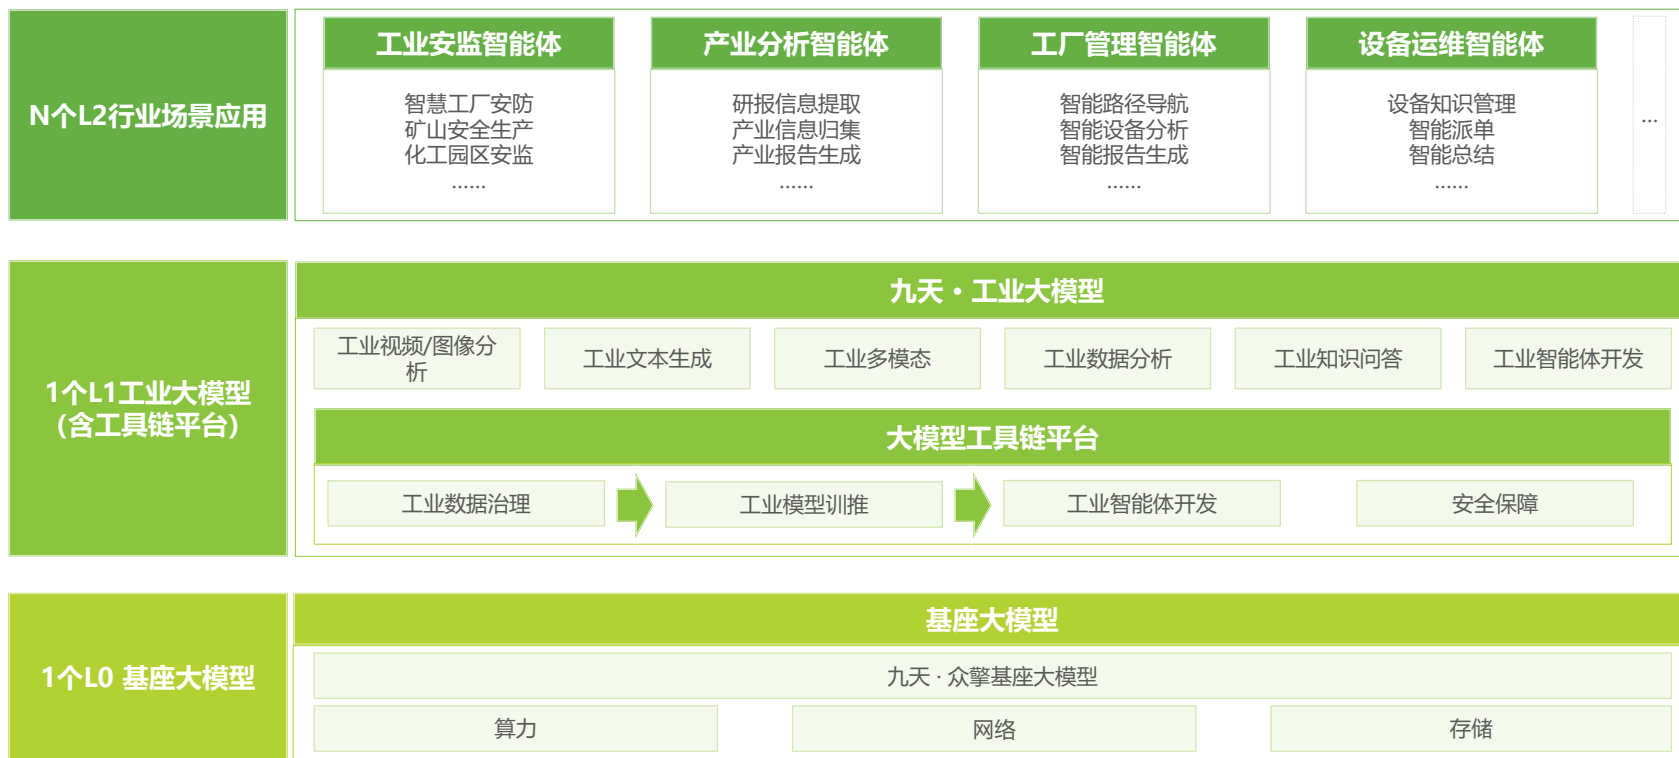 N个L2行业场景应用
工业安监智能体
智慧工厂安防
矿山安全生产
化工园区安监
……
产业分析智能体
研报信息提取
产业信息归集
产业报告生成
……
工厂管理智能体
智能路径导航
智能设备分析
智能报告生成
……
设备运维智能体
设备知识管理
智能派单
智能总结
……
…
1个L1工业大模型
（含工具链平台）
九天·工业大模型
工业视频/图像分
析
工业文本生成
工业多模态
工业数据分析
工业知识问答
工业智能体开发
大模型工具链平台
工业数据治理
工业模型训推
工业智能体开发
安全保障
1个L0 基座大模型
基座大模型
九天·众擎基座大模型
算力
网络
存储